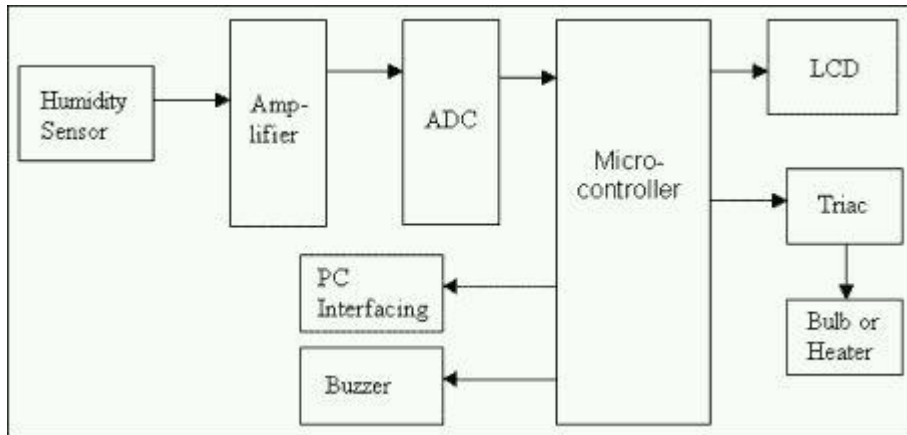 Humidity
Sensor
Amp-
lifier
ADC
Micro-
controller
LCD
Triac
Bulb or
Heater
PC
Interfacing
Buzzer